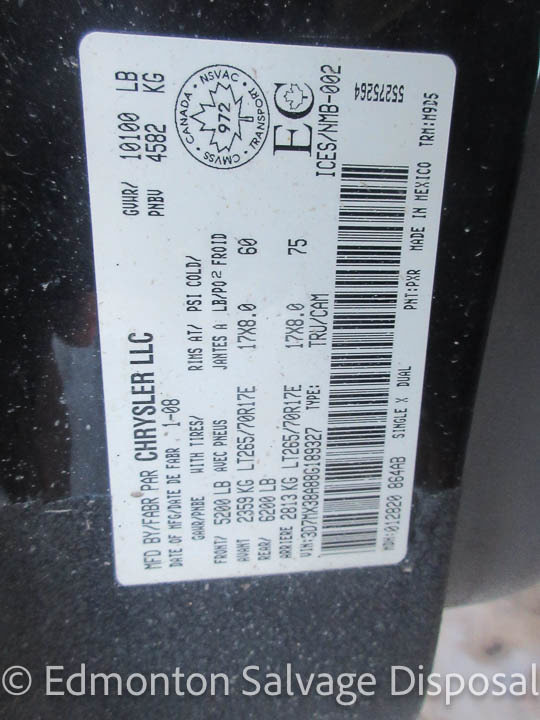 MFD BY/FABR PAR CHRYSLER LLC
DATE OF MFG/DATE DE FABR 1-08
GVWR/ 10100 LB
PNBV 4582 KG
GAWR/PNBE WITH TIRES/ RIMS AT/ PSI COLD/
AVEC PNEUS JANTES A LB/PO² FROID
FRONT/ 5200 LB
AVANT 2359 KG LT265/70R17E 17X8.0 60
REAR/ 6200 LB
ARRIERE 2813 KG LT265/70R17E 17X8.0 75
CANADA NSVAC TRANSPORT CMVSS
972
EC
ICES/NMB-002
VIN: 3D7MX38A88G189327 TYPE: TRU/CAM
SINGLE X DUAL
55275264
MDH: 012820 864AB PNT: PXR MADE IN MEXICO TRM: M9D5
© Edmonton Salvage Disposal